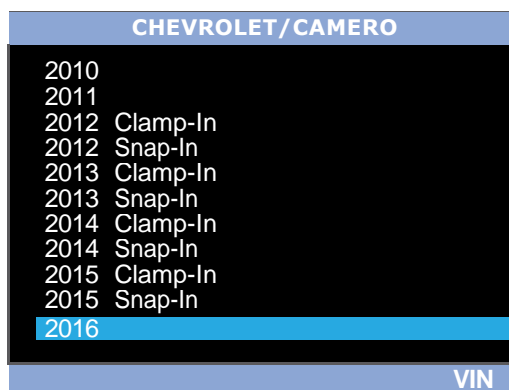 CHEVROLET/CAMERO
2010
2011
2012 Clamp-In
2012 Snap-In
2013 Clamp-In
2013 Snap-In
2014 Clamp-In
2014 Snap-In
2015 Clamp-In
2015 Snap-In
2016
VIN